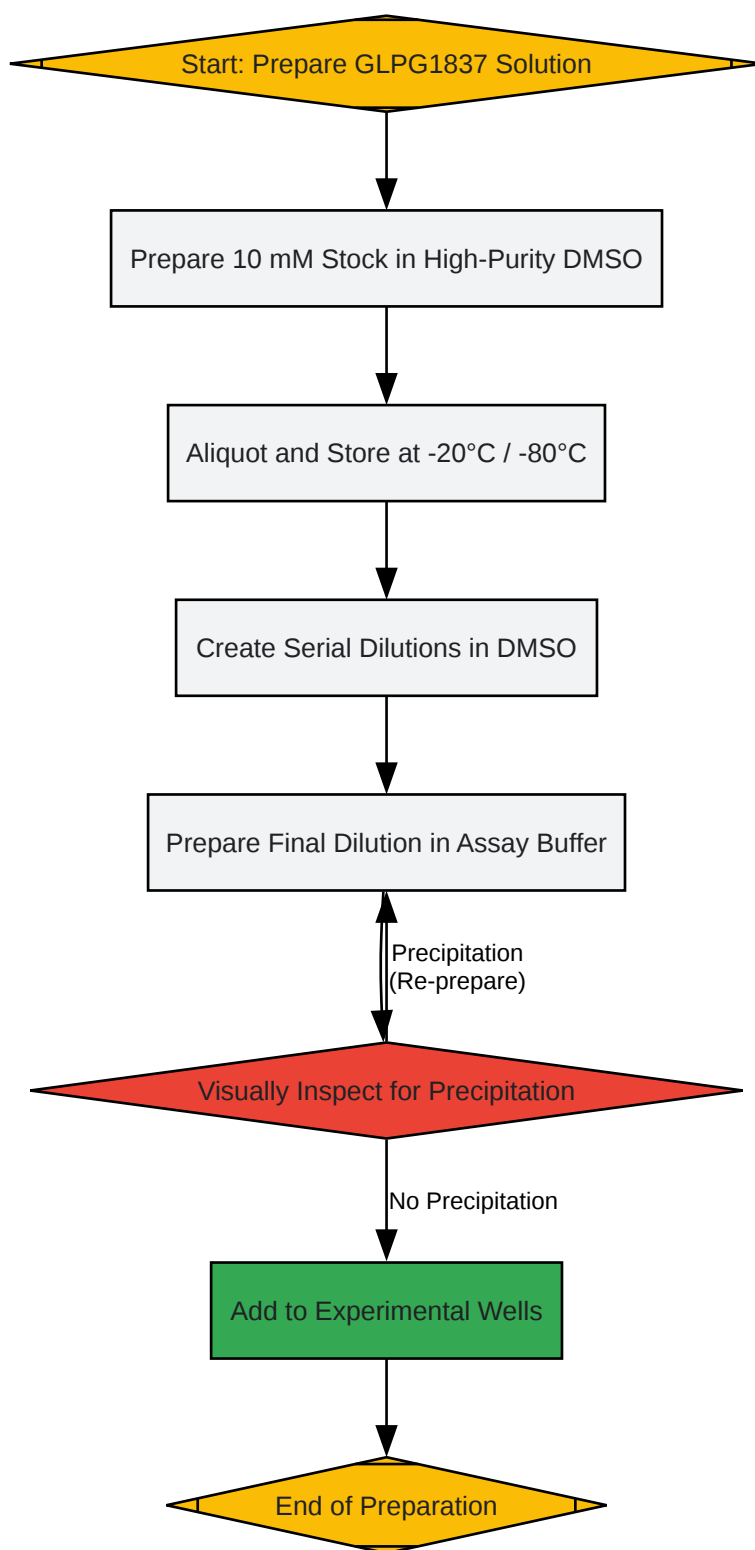 Start: Prepare GLPG1837 Solution
Prepare 10 mM Stock in High-Purity DMSO
Aliquot and Store at -20°C / -80°C
Create Serial Dilutions in DMSO
Prepare Final Dilution in Assay Buffer
Precipitation
(Re-prepare)
Visually Inspect for Precipitation
No Precipitation
Add to Experimental Wells
End of Preparation